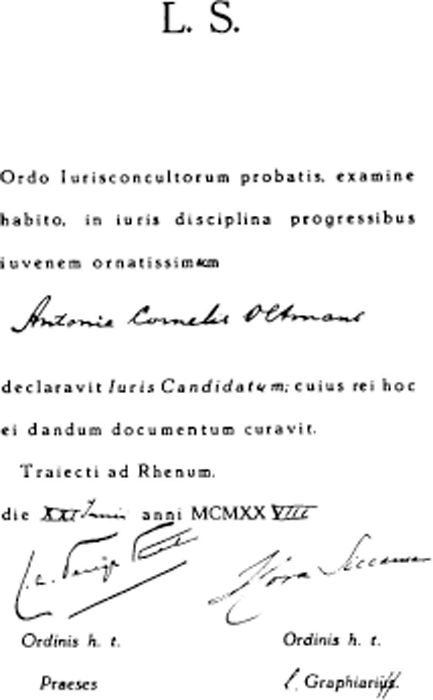 L. S.
Ordo Iurisconcultorum probatis, examine
habito, in iuris disciplina progressibus
iuvenem ornatissimum
Antonie Cornelis Oltmans
declaravit Iuris Candidatum; cuius rei hoc
ei dandum documentum curavit.
Traiecti ad Rhenum,
die XXI Junii anni MCMXXVIII
Ordinis h. t. Ordinis h. t.
Praeses l. Graphiarius.